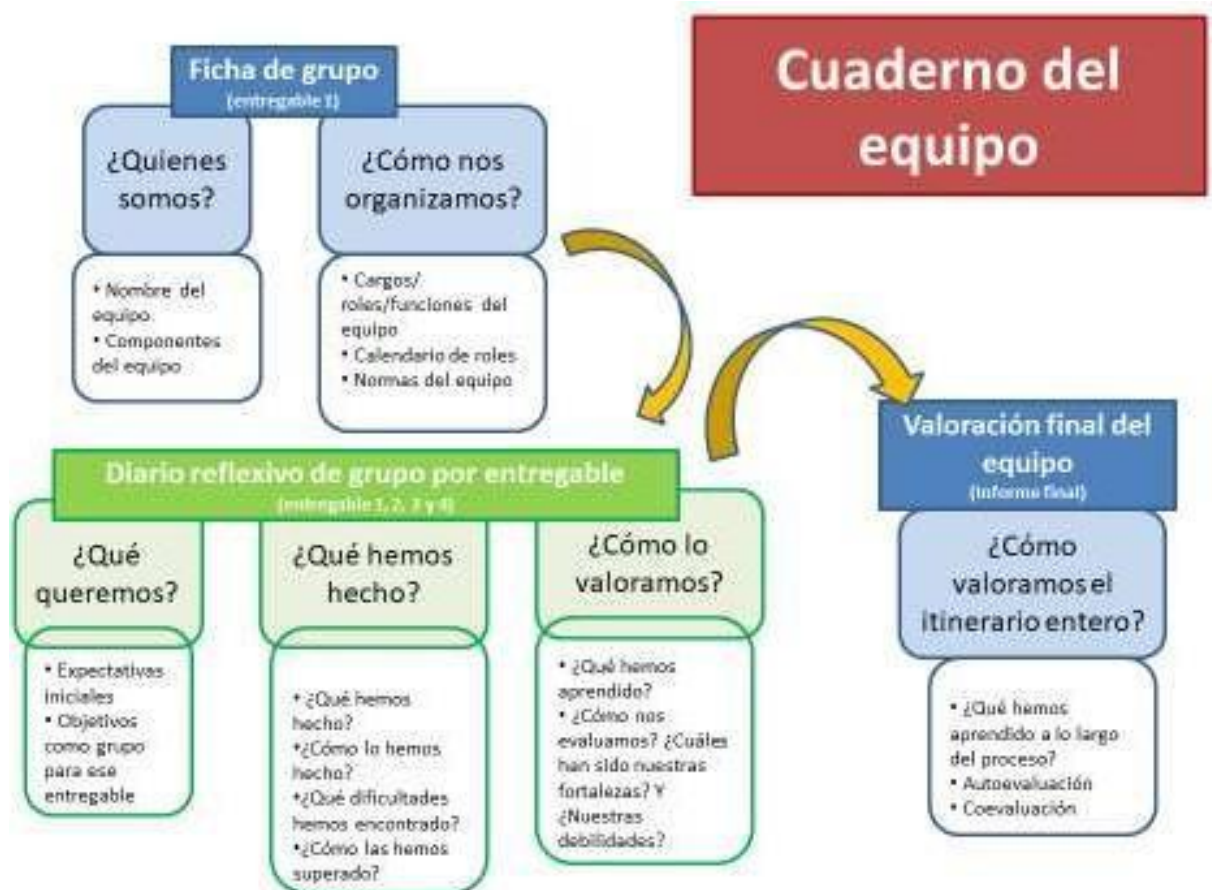 Cuaderno del
equipo
Ficha de grupo
(entregable 1)
¿Quienes
somos?
• Nombre del
equipo
• Componentes
del equipo
¿Cómo nos
organizamos?
• Cargos/
roles/funciones del
equipo
• Calendario de roles
• Normas del equipo
Diario reflexivo de grupo por entregable
(entregable 1, 2, 3 y 4)
¿Qué
queremos?
• Expectativas
iniciales
• Objetivos
como grupo
para ese
entregable
¿Qué hemos
hecho?
• ¿Qué hemos
hecho?
•¿Cómo lo hemos
hecho?
•¿Qué dificultades
hemos encontrado?
•¿Cómo las hemos
superado?
¿Cómo lo
valoramos?
• ¿Qué hemos
aprendido?
• ¿Cómo nos
evaluamos? ¿Cuáles
han sido nuestras
fortalezas? Y
¿Nuestras
debilidades?
Valoración final del
equipo
(Informe final)
¿Cómo
valoramos el
itinerario entero?
• ¿Qué hemos
aprendido a lo largo
del proceso?
• Autoevaluación
• Coevaluación